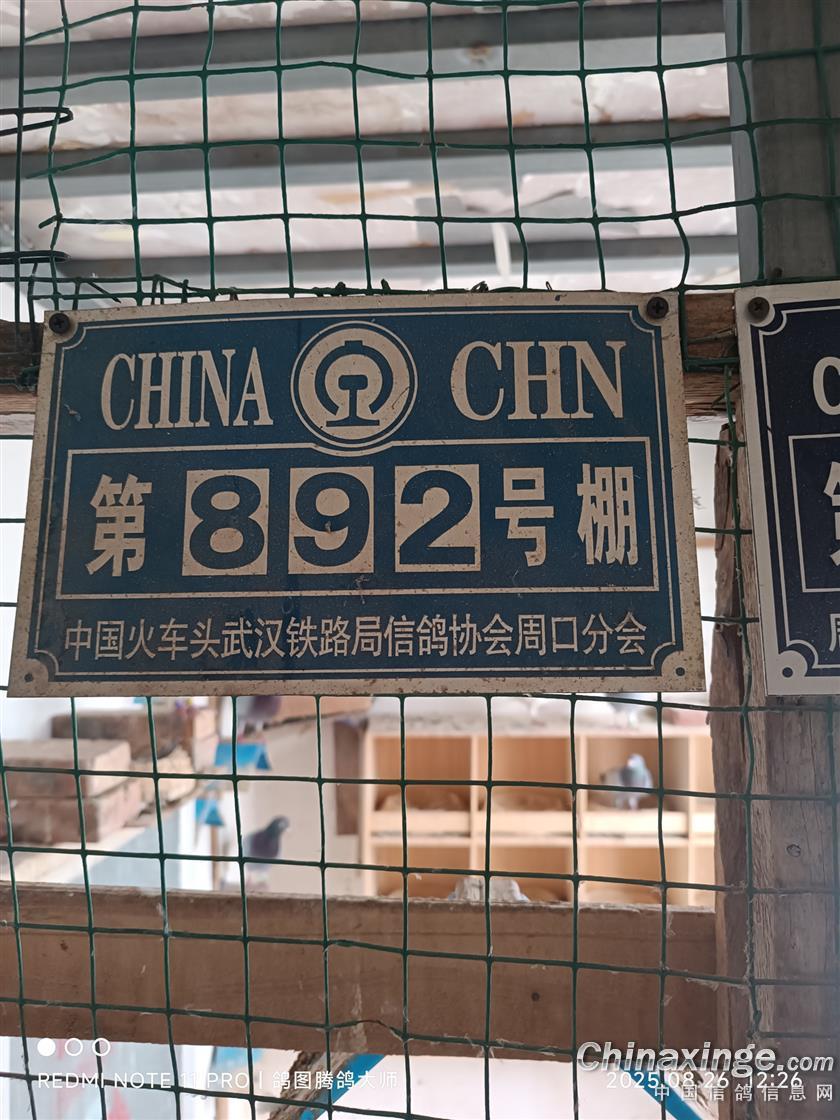 CHINA CHN
第892号棚
中国火车头武汉铁路局信鸽协会周口分会
C
Chinaxinge.com
REDMI NOTE 11 PRO | 鸽图腾鸽大师
2025.08.26 12:26
中国信鸽信息网